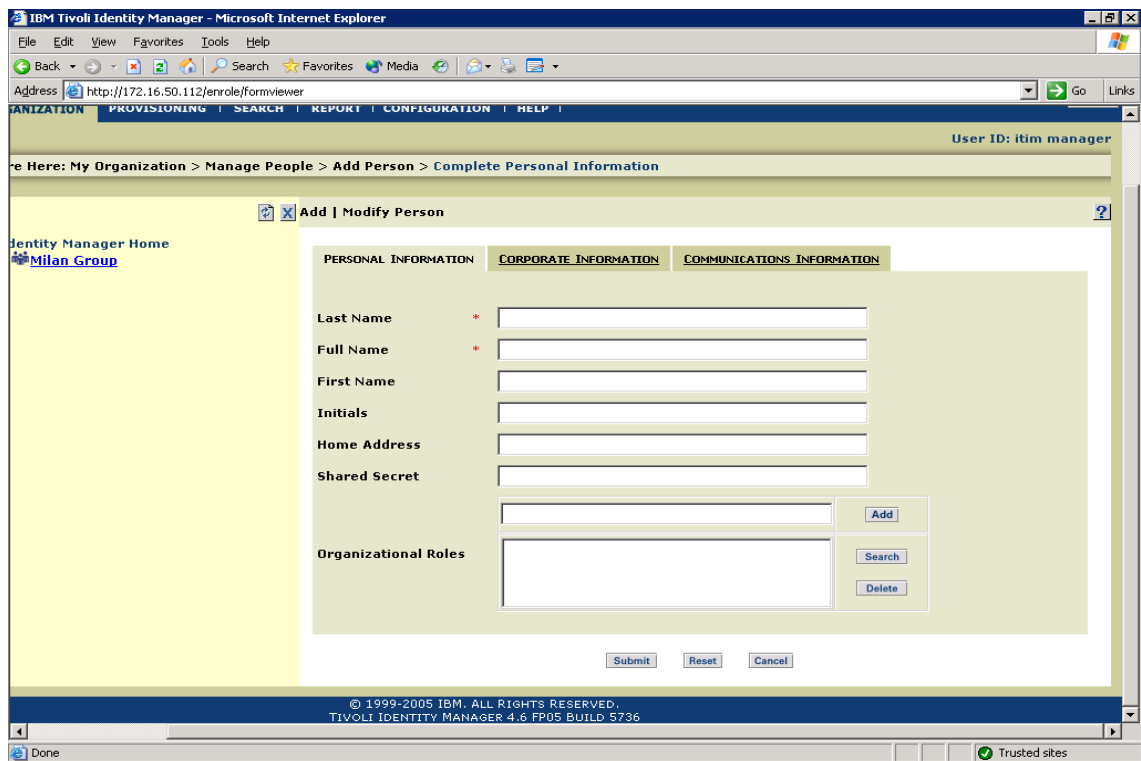 IBM Tivoli Identity Manager - Microsoft Internet Explorer
File Edit View Favorites Tools Help
Back Search Favorites Media
Address http://172.16.50.112/enrole/formviewer Go Links
GANIZATION PROVISIONING | SEARCH | REPORT | CONFIGURATION | HELP |
User ID: itim manager
re Here: My Organization > Manage People > Add Person > Complete Personal Information
Add | Modify Person ?
dentity Manager Home
Milan Group
PERSONAL INFORMATION CORPORATE INFORMATION COMMUNICATIONS INFORMATION
Last Name *
Full Name *
First Name
Initials
Home Address
Shared Secret
Add
Organizational Roles
Search
Delete
Submit Reset Cancel
© 1999-2005 IBM. ALL RIGHTS RESERVED.
TIVOLI IDENTITY MANAGER 4.6 FP05 BUILD 5736
Done Trusted sites